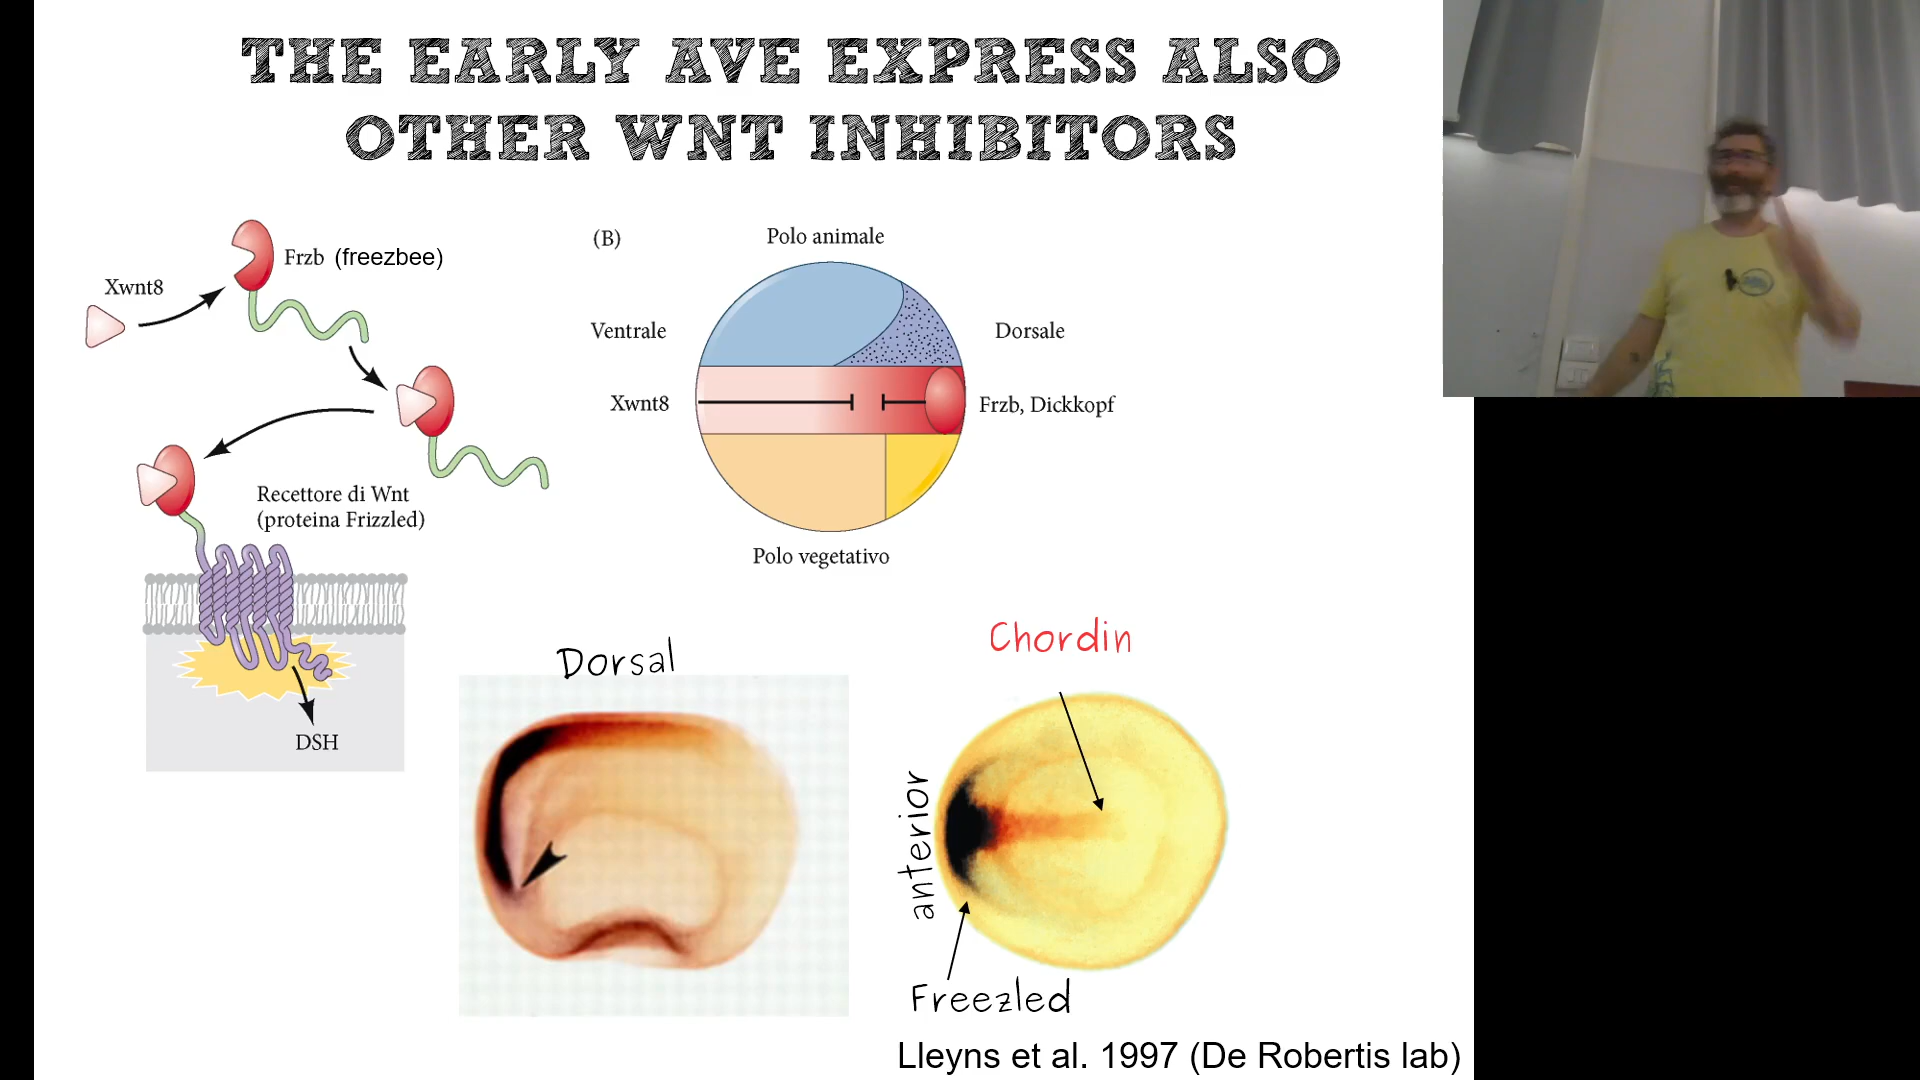 THE EARLY AVE EXPRESS ALSO
OTHER WNT INHIBITORS
Xwnt8
Frzb (freezbee)
Recettore di Wnt
(proteina Frizzled)
DSH
(B)
Polo animale
Ventrale
Dorsale
Xwnt8
Frzb, Dickkopf
Polo vegetativo
Dorsal
Chordin
anterior
Freezled
Lleyns et al. 1997 (De Robertis lab)